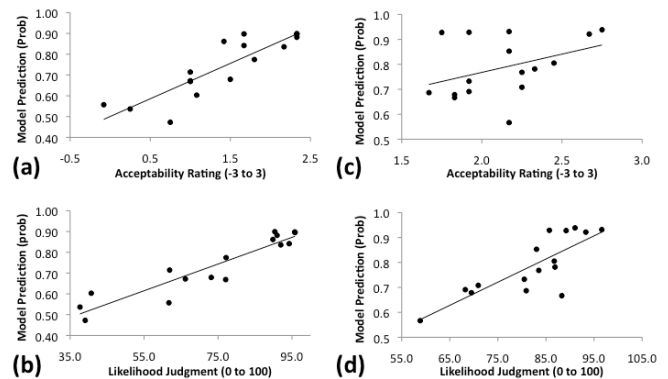 Model Prediction (Prob)
1.00
0.90
0.80
0.70
0.60
0.50
0.40
-0.5 0.5 1.5 2.5
(a) Acceptability Rating (-3 to 3)
Model Prediction (Prob)
1.0
0.9
0.8
0.7
0.6
0.5
1.5 2.0 2.5 3.0
(c) Acceptability Rating (-3 to 3)
Model Prediction (prob)
1.00
0.90
0.80
0.70
0.60
0.50
0.40
35.0 55.0 75.0 95.0
(b) Likelihood Judgment (0 to 100)
Model Prediction (prob)
1.0
0.9
0.8
0.7
0.6
0.5
55.0 65.0 75.0 85.0 95.0 105.0
(d) Likelihood Judgment (0 to 100)